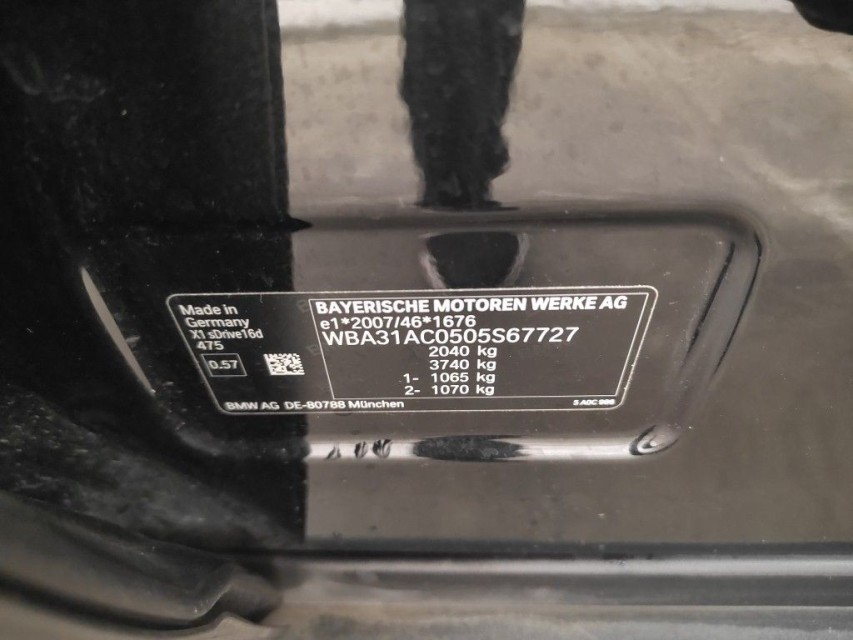 Made in
Germany
X1 sDrive16d
475
0.57
BMW AG DE-80788 München
BAYERISCHE MOTOREN WERKE AG
e1*2007/46*1676
WBA31AC0505S67727
2040 kg
3740 kg
1- 1065 kg
2- 1070 kg
5 A0C 998